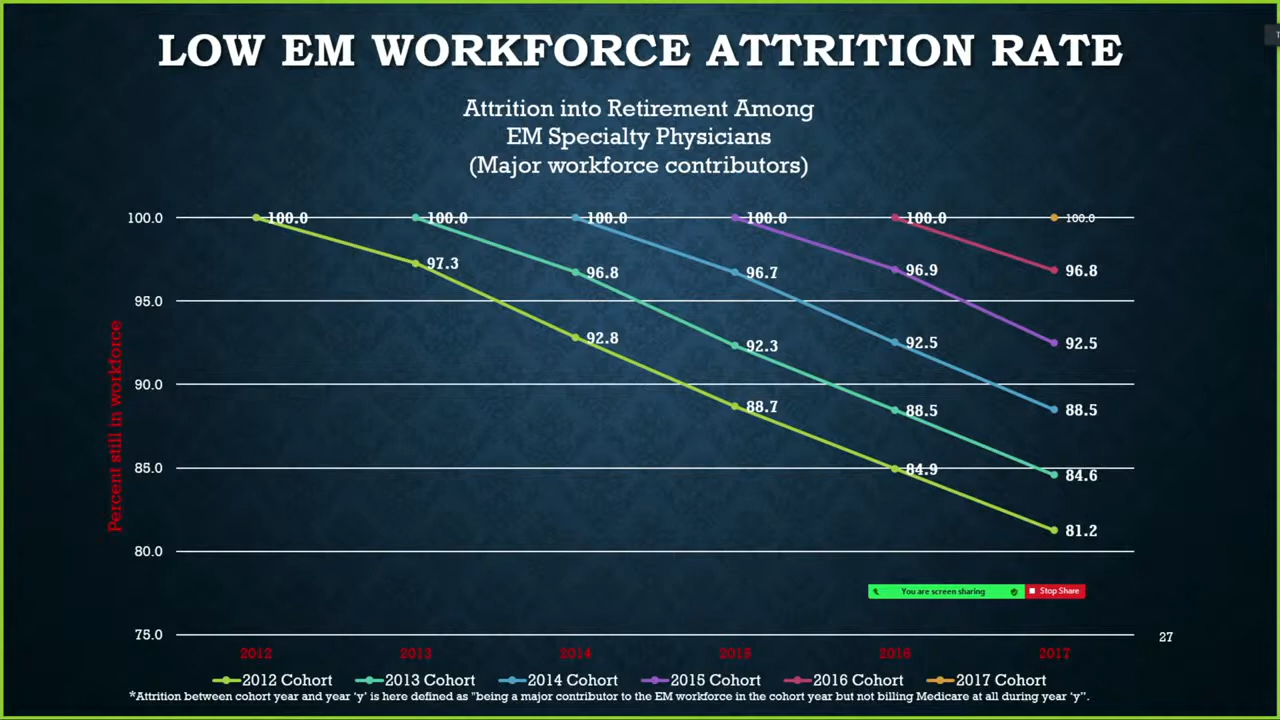 LOW EM WORKFORCE ATTRITION RATE
Attrition into Retirement Among
EM Specialty Physicians
(Major workforce contributors)
Percent still in workforce
100.0
95.0
90.0
85.0
80.0
75.0
100.0 100.0 100.0 100.0 100.0 100.0
97.3
96.8 96.7 96.9 96.8
92.8 92.3 92.5 92.5
88.7 88.5 88.5
84.9 84.6
81.2
You are screen sharing Stop Share
27
2012 2013 2014 2015 2016 2017
2012 Cohort 2013 Cohort 2014 Cohort 2015 Cohort 2016 Cohort 2017 Cohort
*Attrition between cohort year and year 'y' is here defined as "being a major contributor to the EM workforce in the cohort year but not billing Medicare at all during year 'y".